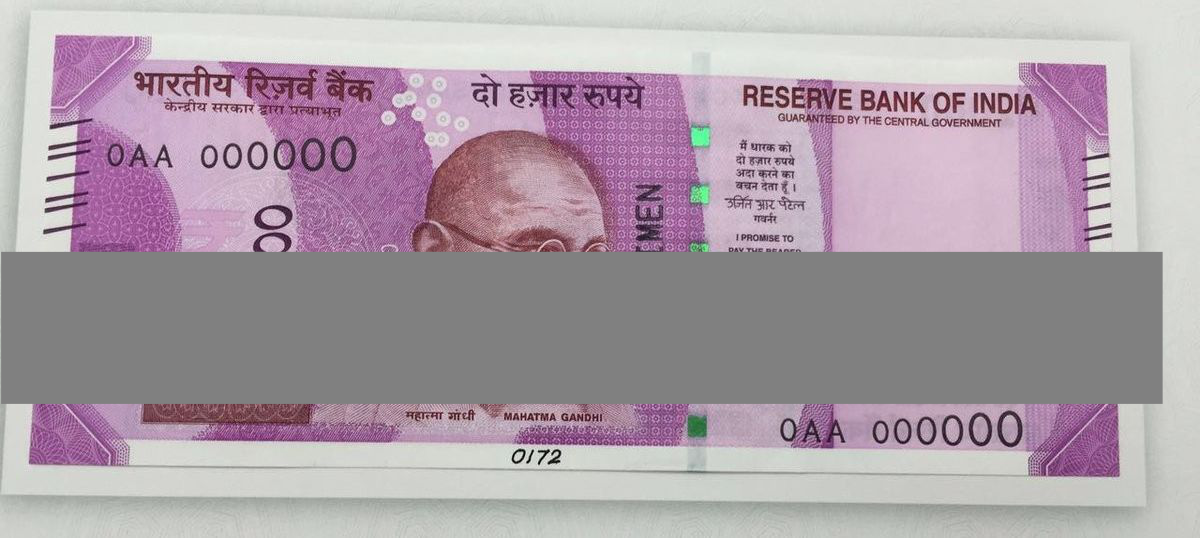 भारतीय रिज़र्व बैंक
केन्द्रीय सरकार द्वारा प्रत्याभूत
दो हज़ार रुपये
RESERVE BANK OF INDIA
GUARANTEED BY THE CENTRAL GOVERNMENT
0AA 000000
मैं धारक को
दो हज़ार रुपये
अदा करने का
वचन देता हूँ।
उर्जित आर पटेल
गवर्नर
I PROMISE TO
PAY THE BEARER
महात्मा गांधी
MAHATMA GANDHI
0AA 000000
0172